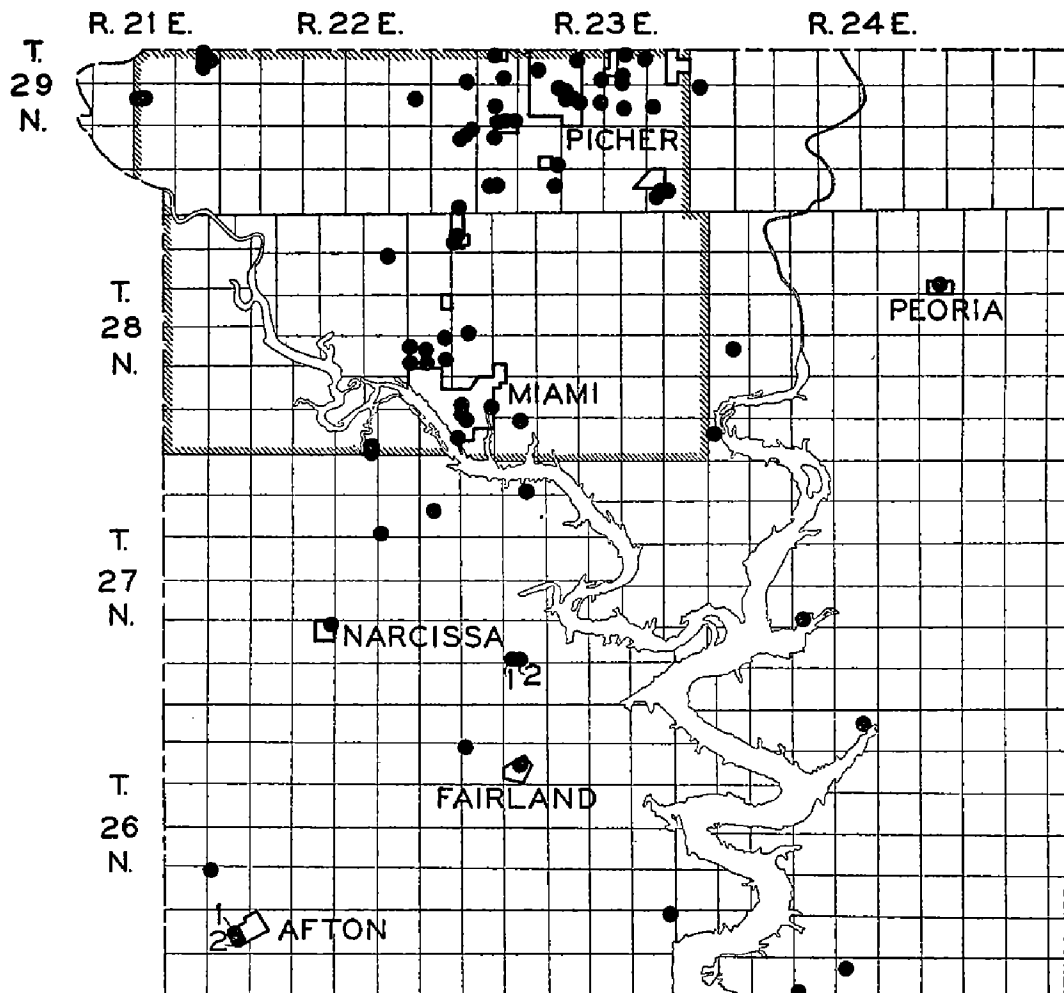 R. 21 E. R. 22 E. R. 23 E. R. 24 E.
T.
29
N.
PICHER
T.
28
N.
PEORIA
MIAMI
T.
27
N.
NARCISSA
1 2
FAIRLAND
T.
26
N.
1
2
AFTON